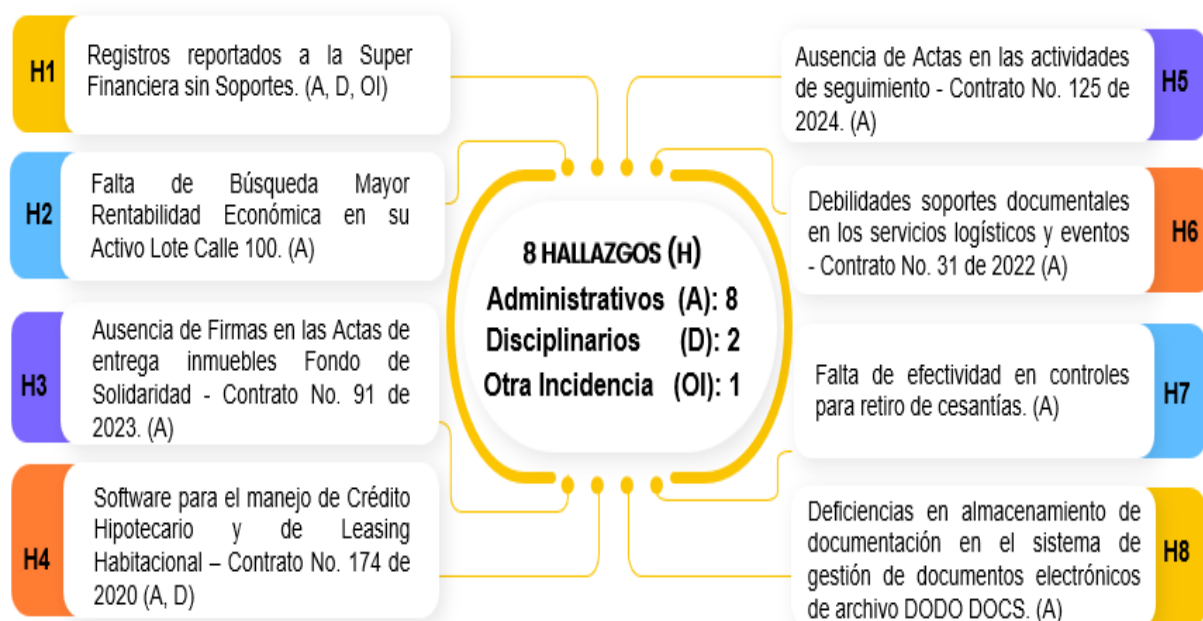 H1
Registros reportados a la Super
Financiera sin Soportes. (A, D, OI)
H2
Falta de Búsqueda Mayor
Rentabilidad Económica en su
Activo Lote Calle 100. (A)
H3
Ausencia de Firmas en las Actas de
entrega inmuebles Fondo de
Solidaridad - Contrato No. 91 de
2023. (A)
H4
Software para el manejo de Crédito
Hipotecario y de Leasing
Habitacional – Contrato No. 174 de
2020 (A, D)
8 HALLAZGOS (H)
Administrativos (A): 8
Disciplinarios (D): 2
Otra Incidencia (OI): 1
Ausencia de Actas en las actividades
de seguimiento - Contrato No. 125 de
2024. (A)
H5
Debilidades soportes documentales
en los servicios logísticos y eventos
- Contrato No. 31 de 2022 (A)
H6
Falta de efectividad en controles
para retiro de cesantías. (A)
H7
Deficiencias en almacenamiento de
documentación en el sistema de
gestión de documentos electrónicos
de archivo DODO DOCS. (A)
H8